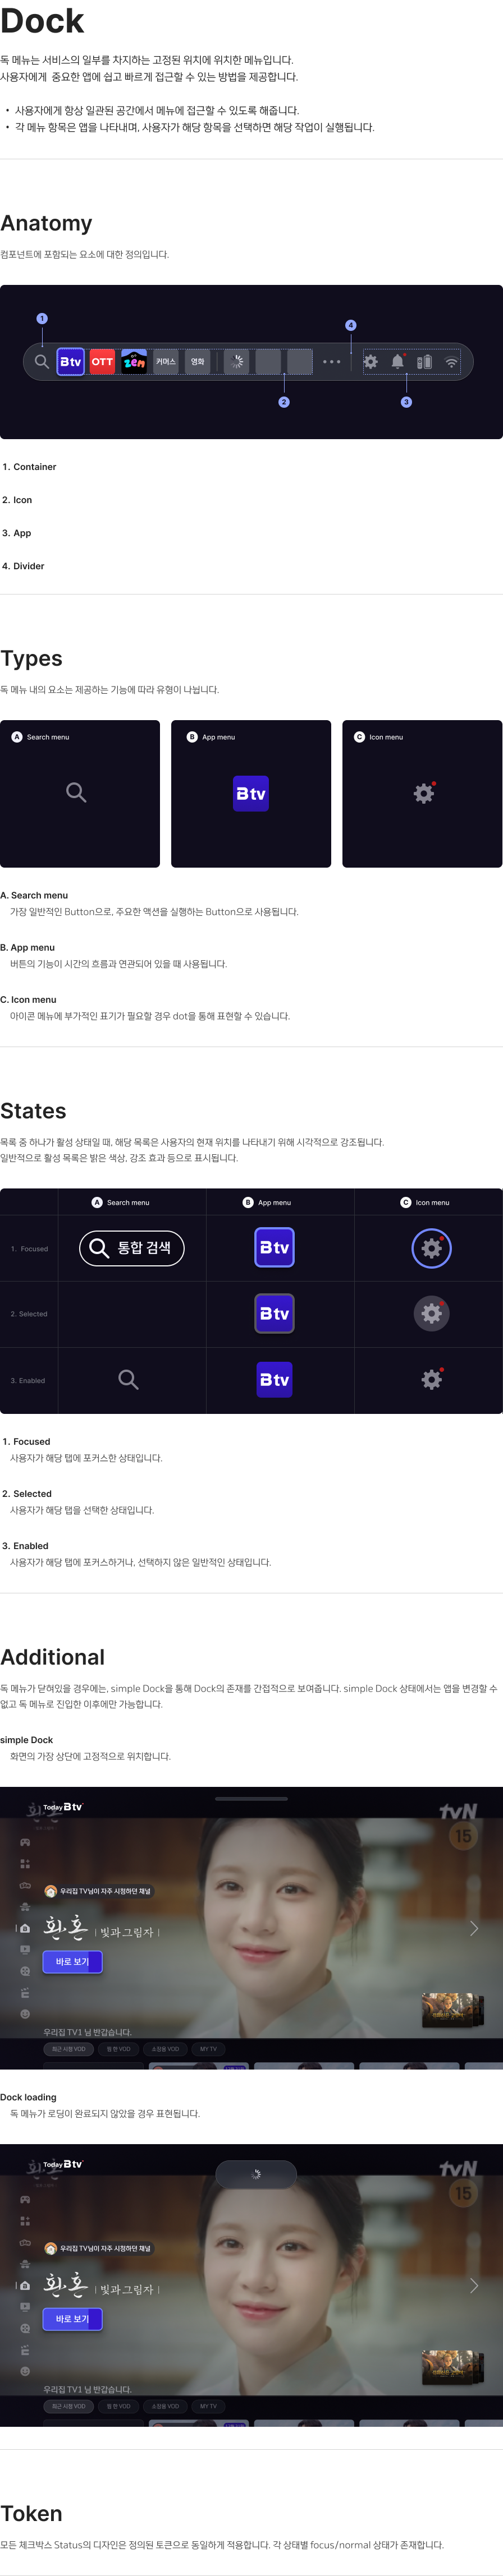 Dock
독 메뉴는 서비스의 일부를 차지하는 고정된 위치에 위치한 메뉴입니다.
사용자에게 중요한 앱에 쉽고 빠르게 접근할 수 있는 방법을 제공합니다.
• 사용자에게 항상 일관된 공간에서 메뉴에 접근할 수 있도록 해줍니다.
• 각 메뉴 항목은 앱을 나타내며, 사용자가 해당 항목을 선택하면 해당 작업이 실행됩니다.
Anatomy
컴포넌트에 포함되는 요소에 대한 정의입니다.
1
4
Btv
OTT
zem
커머스
영화
2
3
1. Container
2. Icon
3. App
4. Divider
Types
독 메뉴 내의 요소는 제공하는 기능에 따라 유형이 나뉩니다.
A Search menu
B App menu
C Icon menu
Btv
A. Search menu
가장 일반적인 Button으로, 주요한 액션을 실행하는 Button으로 사용됩니다.
B. App menu
버튼의 기능이 시간의 흐름과 연관되어 있을 때 사용됩니다.
C. Icon menu
아이콘 메뉴에 부가적인 표기가 필요할 경우 dot을 통해 표현할 수 있습니다.
States
목록 중 하나가 활성 상태일 때, 해당 목록은 사용자의 현재 위치를 나타내기 위해 시각적으로 강조됩니다.
일반적으로 활성 목록은 밝은 색상, 강조 효과 등으로 표시됩니다.
A Search menu
B App menu
C Icon menu
1. Focused
통합 검색
Btv
2. Selected
Btv
3. Enabled
Btv
1. Focused
사용자가 해당 탭에 포커스한 상태입니다.
2. Selected
사용자가 해당 탭을 선택한 상태입니다.
3. Enabled
사용자가 해당 탭에 포커스하거나, 선택하지 않은 일반적인 상태입니다.
Additional
독 메뉴가 닫혀있을 경우에는, simple Dock을 통해 Dock의 존재를 간접적으로 보여줍니다. simple Dock 상태에서는 앱을 변경할 수
없고 독 메뉴로 진입한 이후에만 가능합니다.
simple Dock
화면의 가장 상단에 고정적으로 위치합니다.
Today Btv
tvN
15
우리집 TV님이 자주 시청하던 채널
환혼 | 빛과 그림자 |
바로 보기
우리집 TV1 님 반갑습니다.
최근 시청 VOD
찜 한 VOD
소장용 VOD
MY TV
Dock loading
독 메뉴가 로딩이 완료되지 않았을 경우 표현됩니다.
Today Btv
tvN
15
우리집 TV님이 자주 시청하던 채널
환혼 | 빛과 그림자 |
바로 보기
우리집 TV1 님 반갑습니다.
최근 시청 VOD
찜 한 VOD
소장용 VOD
MY TV
Token
모든 체크박스 Status의 디자인은 정의된 토큰으로 동일하게 적용합니다. 각 상태별 focus/normal 상태가 존재합니다.